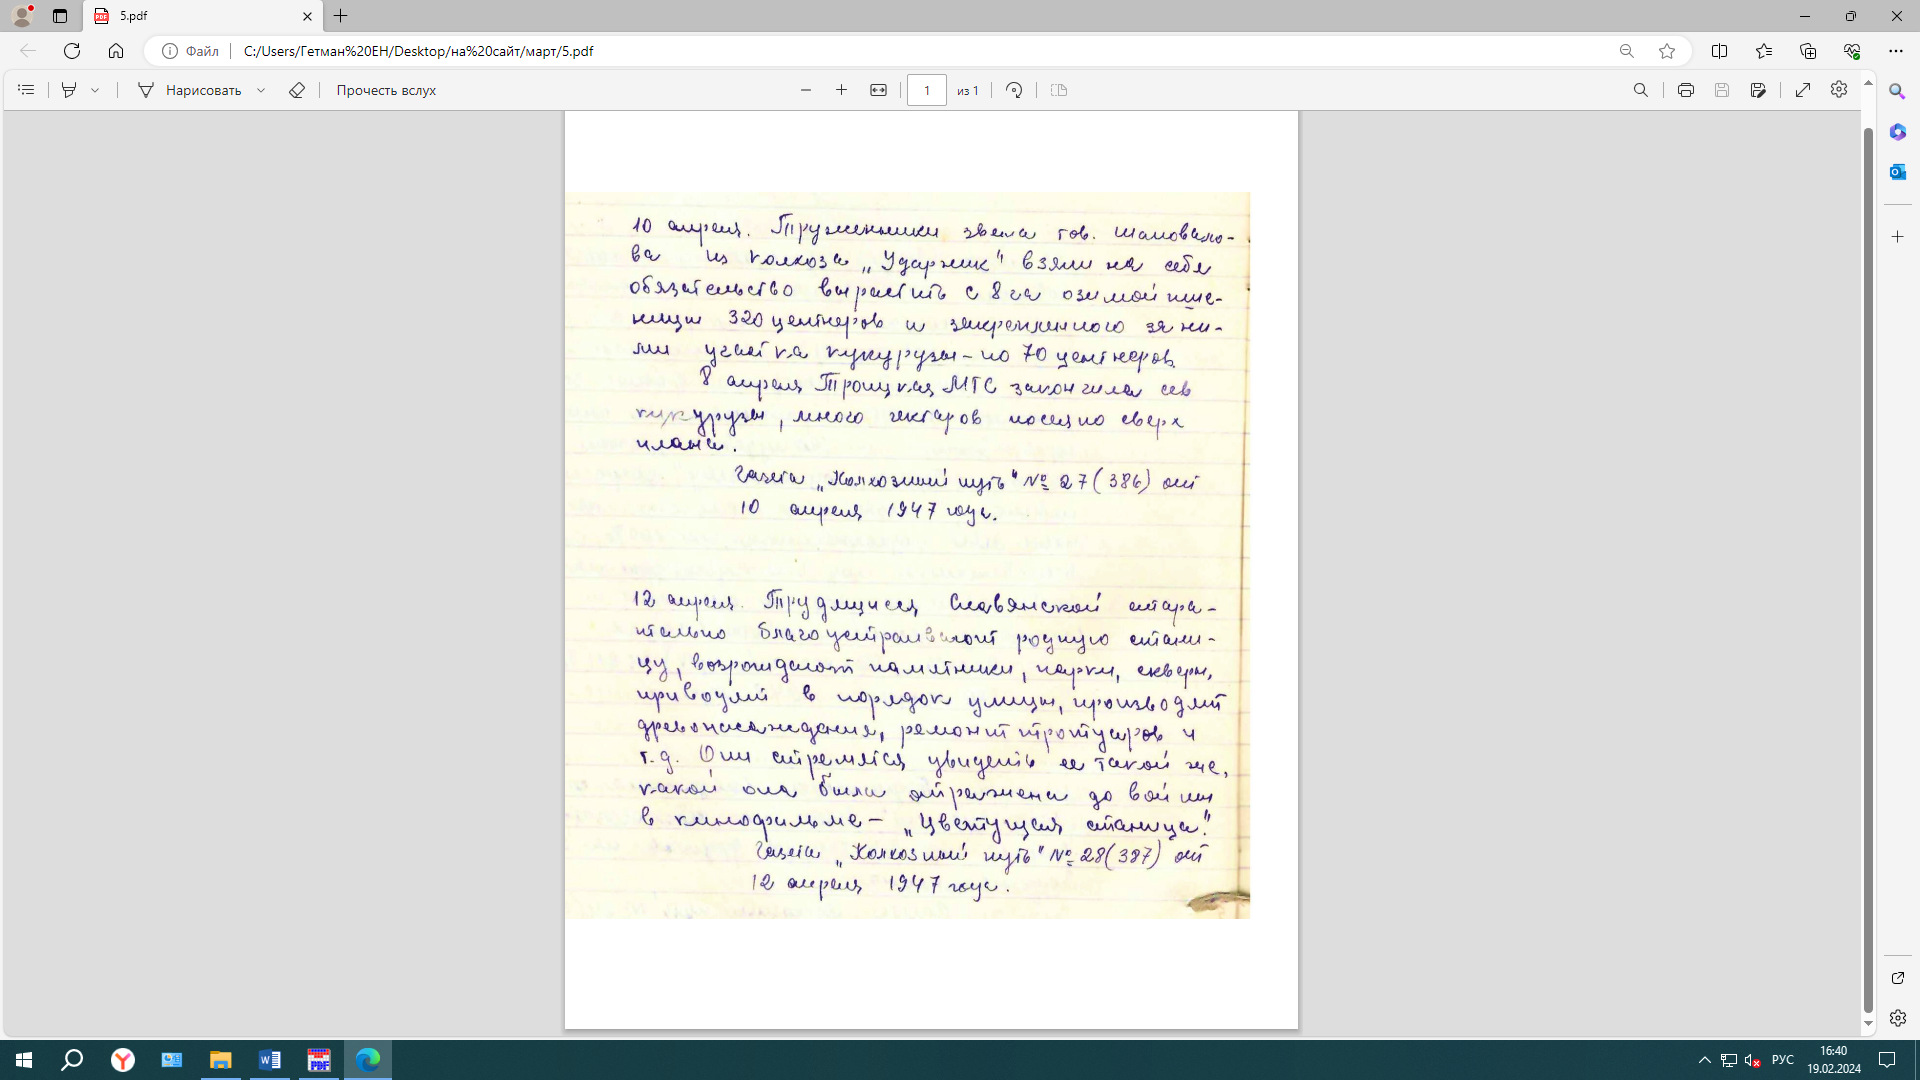 5.pdf
Файл
C:/Users/Гетман%20ЕН/Desktop/на%20сайт/март/5.pdf
Нарисовать
Прочесть вслух
1 из 1
10 апреля. Труженники звена тов. Шаповало-
ва из колхоза „Ударник" взяли на себя
обязательство вырастить с 8 га озимой пше-
ницы 320 центнеров и закрепленного за ни-
ми участка кукурузы - по 70 центнеров.
8 апреля Троицкая МТС закончила сев
кукурузы, много гектаров посеяно сверх
плана.
Газета „Колхозный путь" № 27 (386) от
10 апреля 1947 года.
12 апреля. Трудящиеся Славянской стара-
тельно благоустраивают родную стани-
цу, возрождают памятники, парки, скверы,
приводят в порядок улицы, производят
древонасаждения, ремонт тротуаров и
т.д. Они стремятся увидеть ее такой же,
какой она была отражена до войны
в кинофильме - „Цветущая станица".
Газета „Колхозный путь" № 28 (387) от
12 апреля 1947 года.
РУС
16:40
19.02.2024